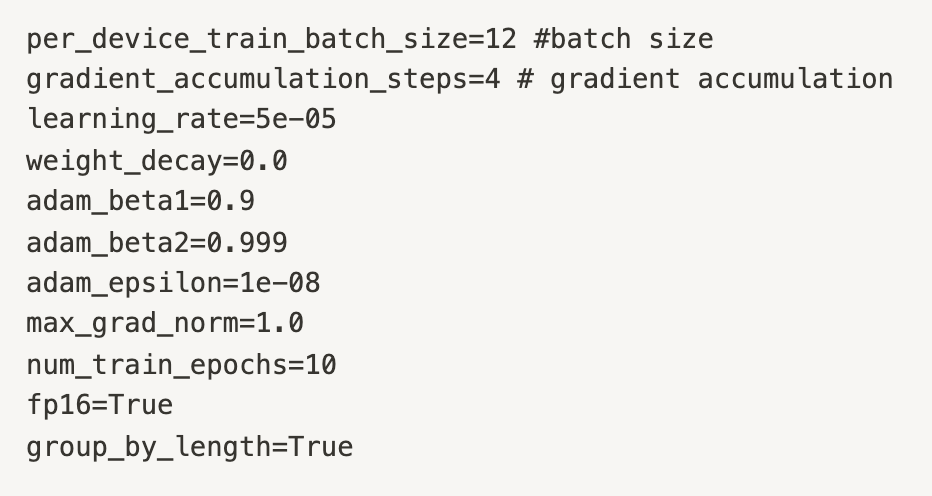 per_device_train_batch_size=12 #batch size
gradient_accumulation_steps=4 # gradient accumulation
learning_rate=5e-05
weight_decay=0.0
adam_beta1=0.9
adam_beta2=0.999
adam_epsilon=1e-08
max_grad_norm=1.0
num_train_epochs=10
fp16=True
group_by_length=True